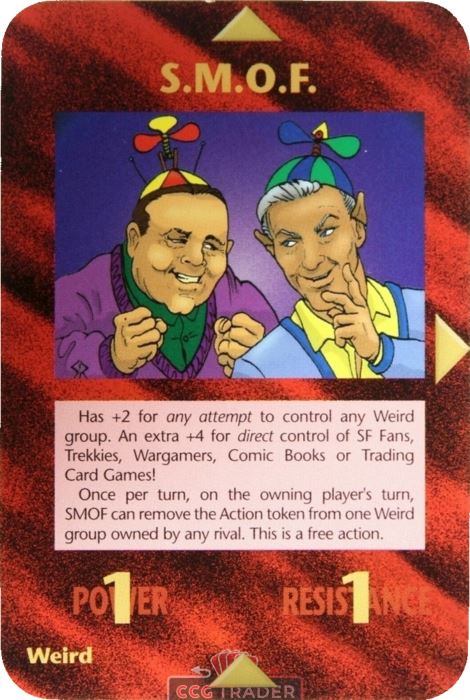 S.M.O.F.
Has +2 for any attempt to control any Weird
group. An extra +4 for direct control of SF Fans,
Trekkies, Wargamers, Comic Books or Trading
Card Games!
Once per turn, on the owning player's turn,
SMOF can remove the Action token from one Weird
group owned by any rival. This is a free action.
POWER 1 RESISTANCE 1
Weird
CCG TRADER